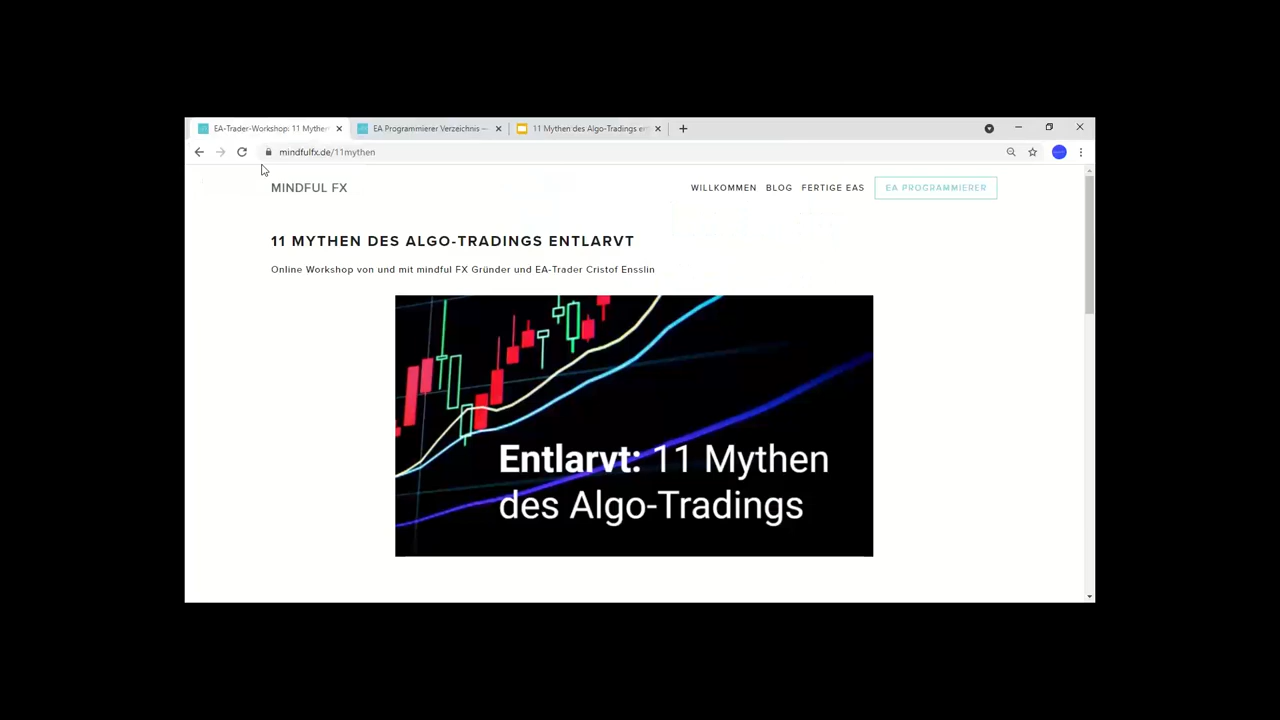 EA-Trader-Workshop: 11 Mythen
EA Programmierer Verzeichnis —
11 Mythen des Algo-Tradings en
mindfulfx.de/11mythen
MINDFUL FX
WILLKOMMEN BLOG FERTIGE EAS EA PROGRAMMIERER
11 MYTHEN DES ALGO-TRADINGS ENTLARVT
Online Workshop von und mit mindful FX Gründer und EA-Trader Cristof Ensslin
Entlarvt: 11 Mythen
des Algo-Tradings